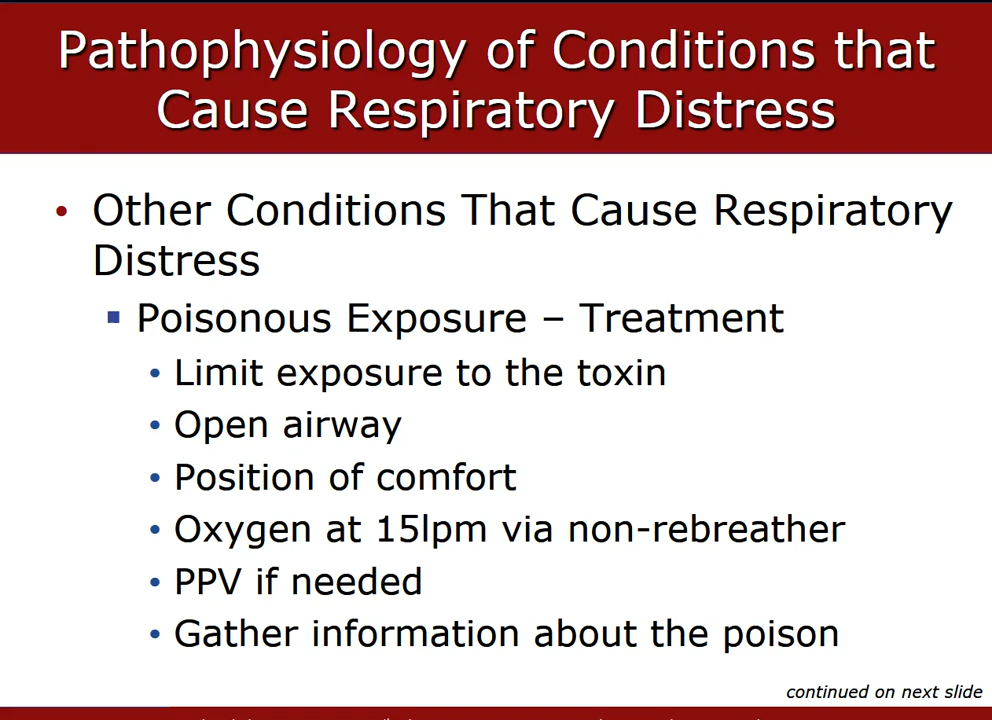 Pathophysiology of Conditions that
Cause Respiratory Distress
• Other Conditions That Cause Respiratory
Distress
▪ Poisonous Exposure – Treatment
• Limit exposure to the toxin
• Open airway
• Position of comfort
• Oxygen at 15lpm via non-rebreather
• PPV if needed
• Gather information about the poison
continued on next slide